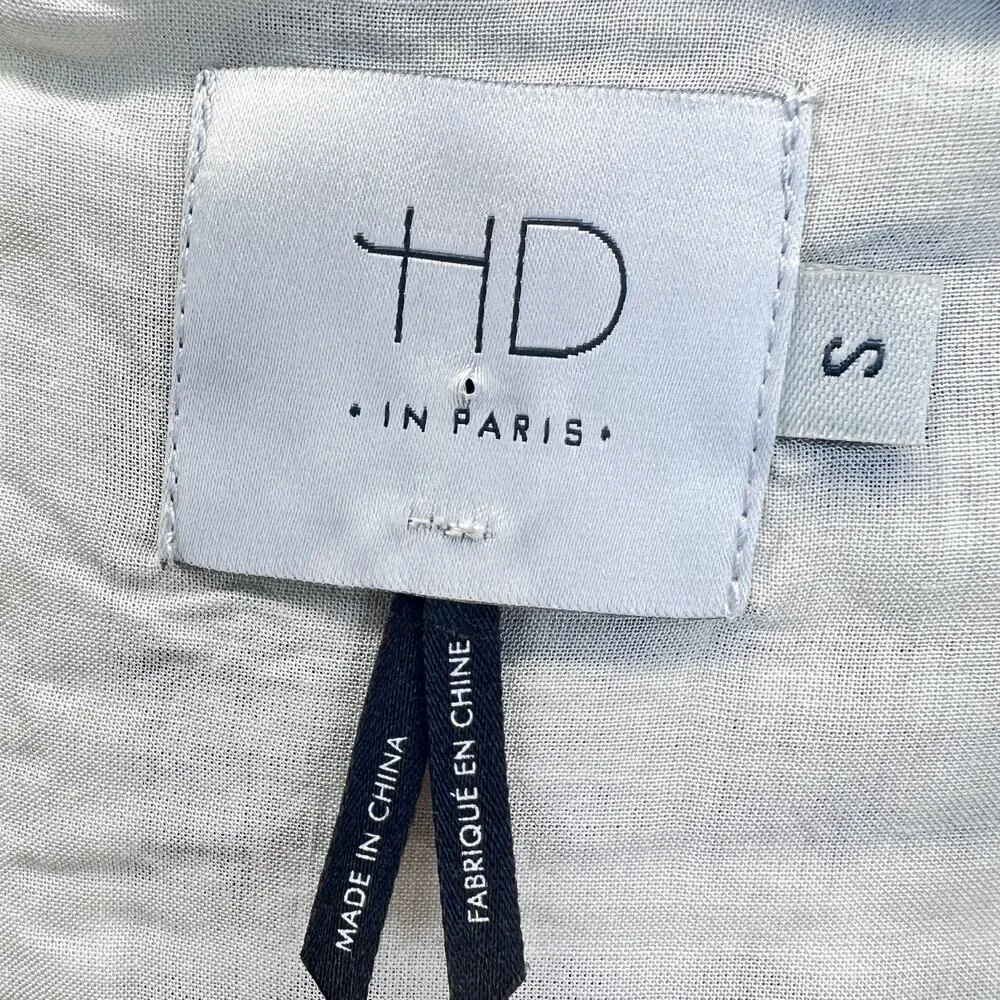 HD
• IN PARIS •
S
MADE IN CHINA
FABRIQUÉ EN CHINE